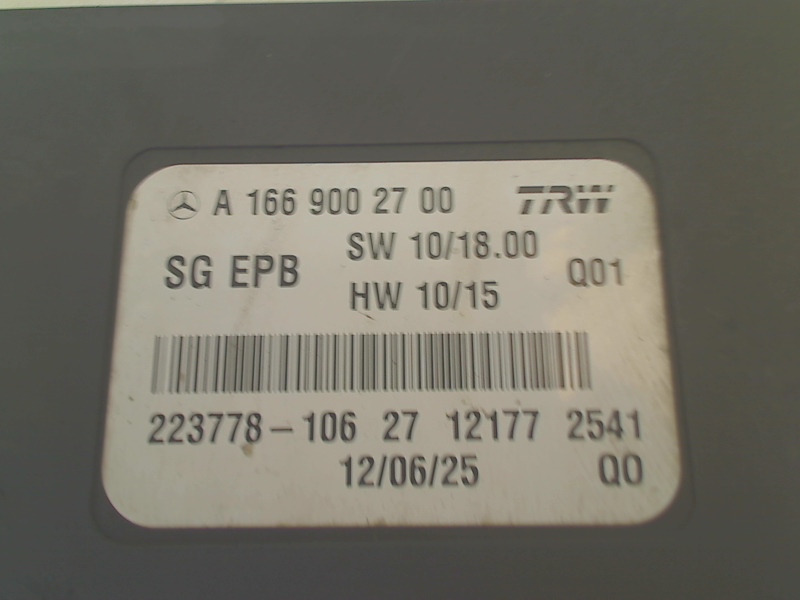 A 166 900 27 00 TRW
SW 10/18.00
SG EPB Q01
HW 10/15
223778-106 27 12177 2541
12/06/25 Q0